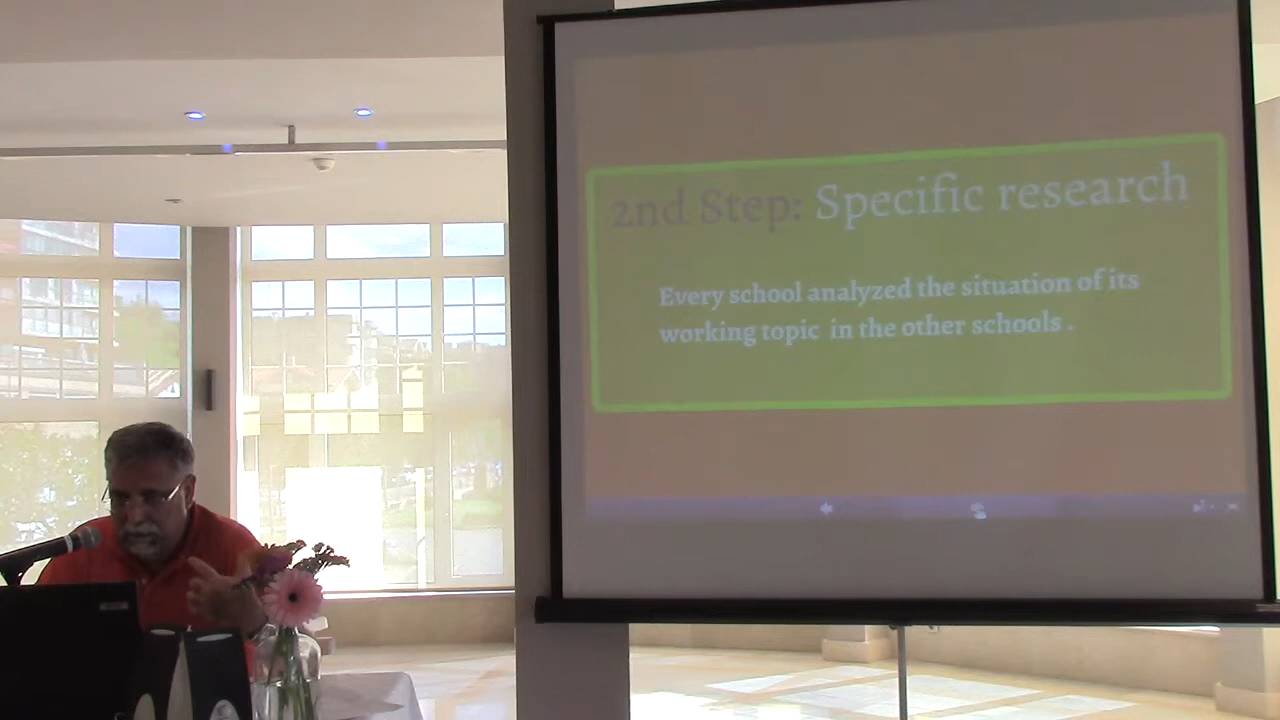 2nd Step: Specific research
Every school analyzed the situation of its
working topic in the other schools .